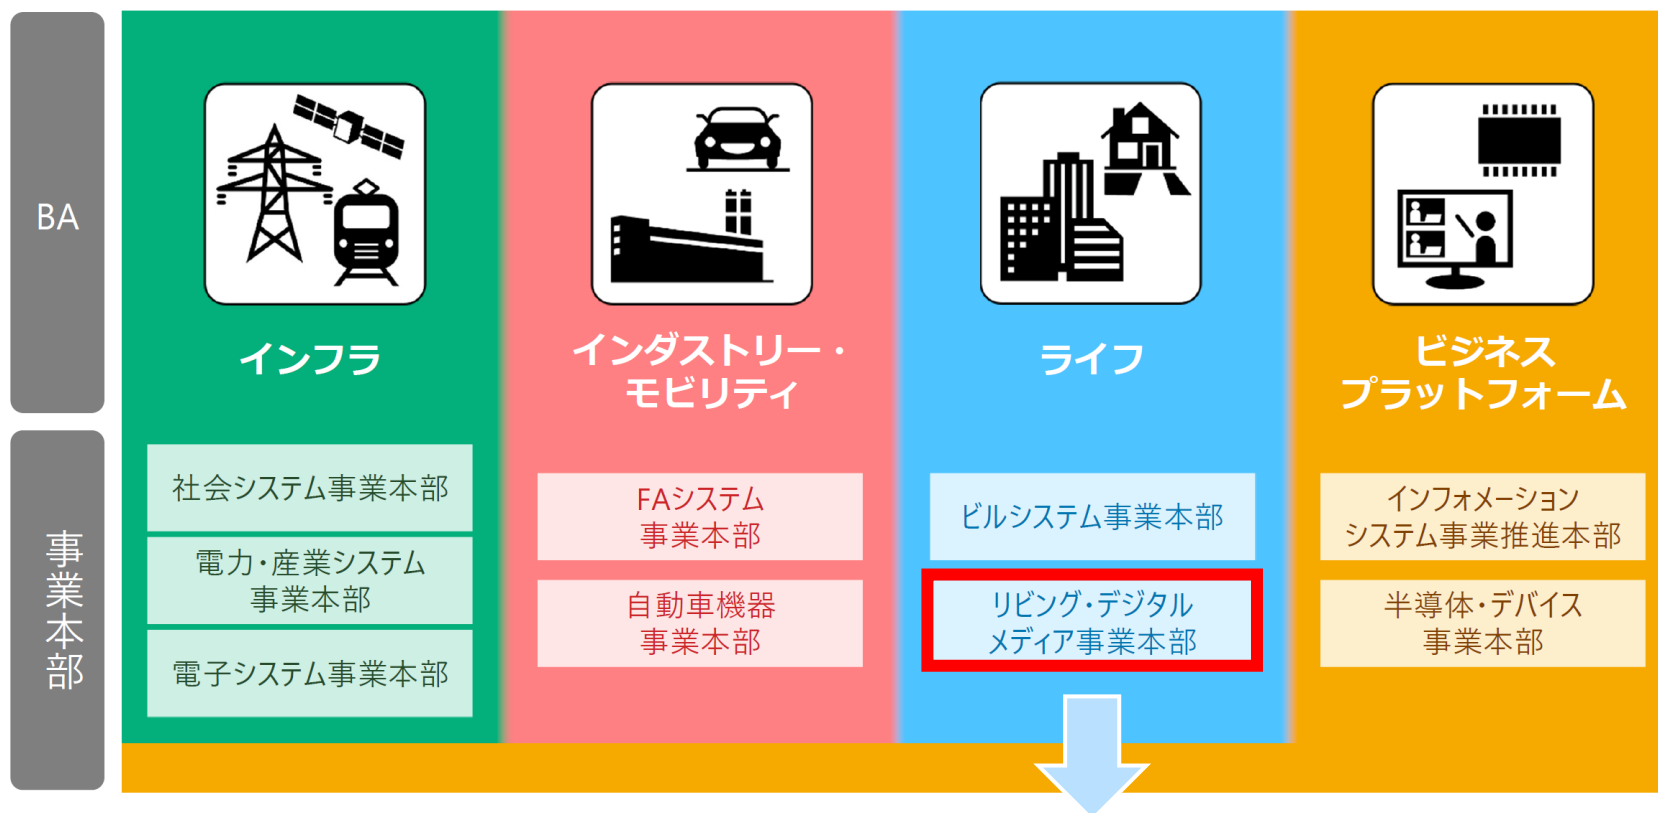 BA
インフラ
インダストリー・
モビリティ
ライフ
ビジネス
プラットフォーム
事業本部
社会システム事業本部
電力・産業システム
事業本部
電子システム事業本部
FAシステム
事業本部
自動車機器
事業本部
ビルシステム事業本部
リビング・デジタル
メディア事業本部
インフォメーション
システム事業推進本部
半導体・デバイス
事業本部